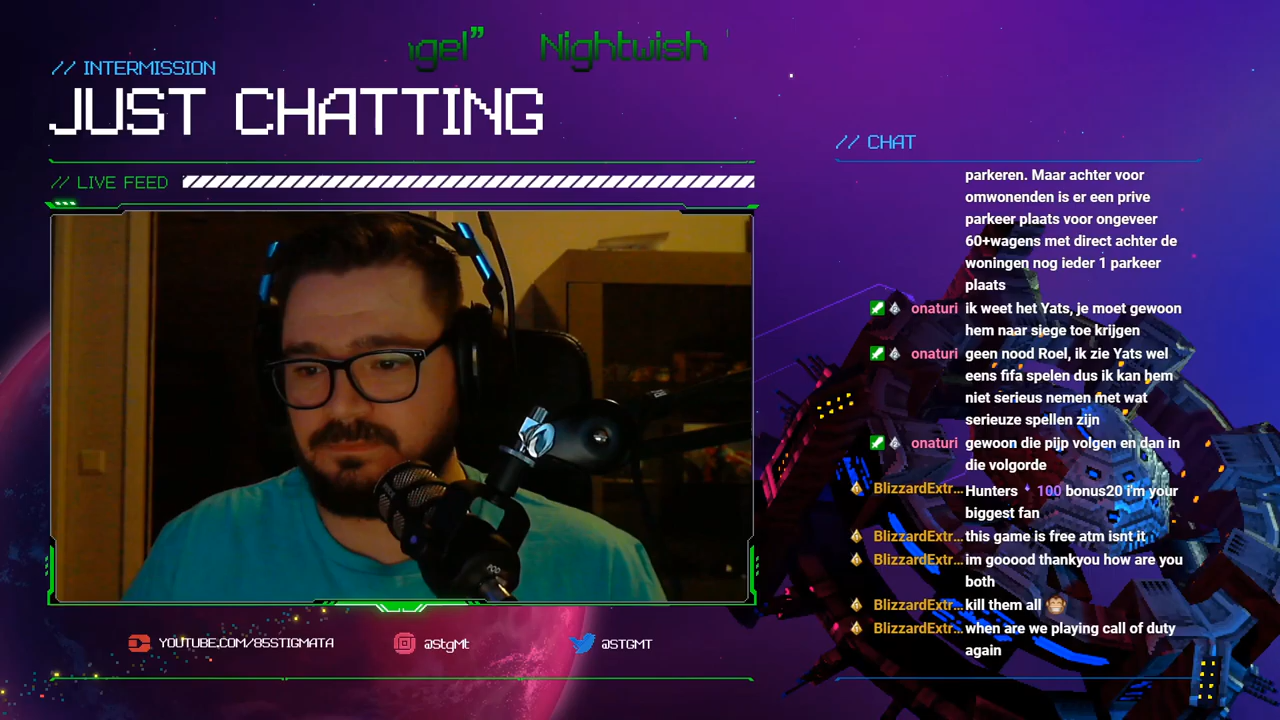 gel” Nightwish
// INTERMISSION
JUST CHATTING
// LIVE FEED
YOUTUBE.COM/85STIGMATA
@StgMt
@STGMT
// CHAT
parkeren. Maar achter voor
omwonenden is er een prive
parkeer plaats voor ongeveer
60+wagens met direct achter de
woningen nog ieder 1 parkeer
plaats
onaturi ik weet het Yats, je moet gewoon
hem naar siege toe krijgen
onaturi geen nood Roel, ik zie Yats wel
eens fifa spelen dus ik kan hem
niet serieus nemen met wat
serieuze spellen zijn
onaturi gewoon die pijp volgen en dan in
die volgorde
BlizzardExtr... Hunters 100 bonus20 i'm your
biggest fan
BlizzardExtr... this game is free atm isnt it
BlizzardExtr... im gooood thankyou how are you
both
BlizzardExtr... kill them all
BlizzardExtr... when are we playing call of duty
again